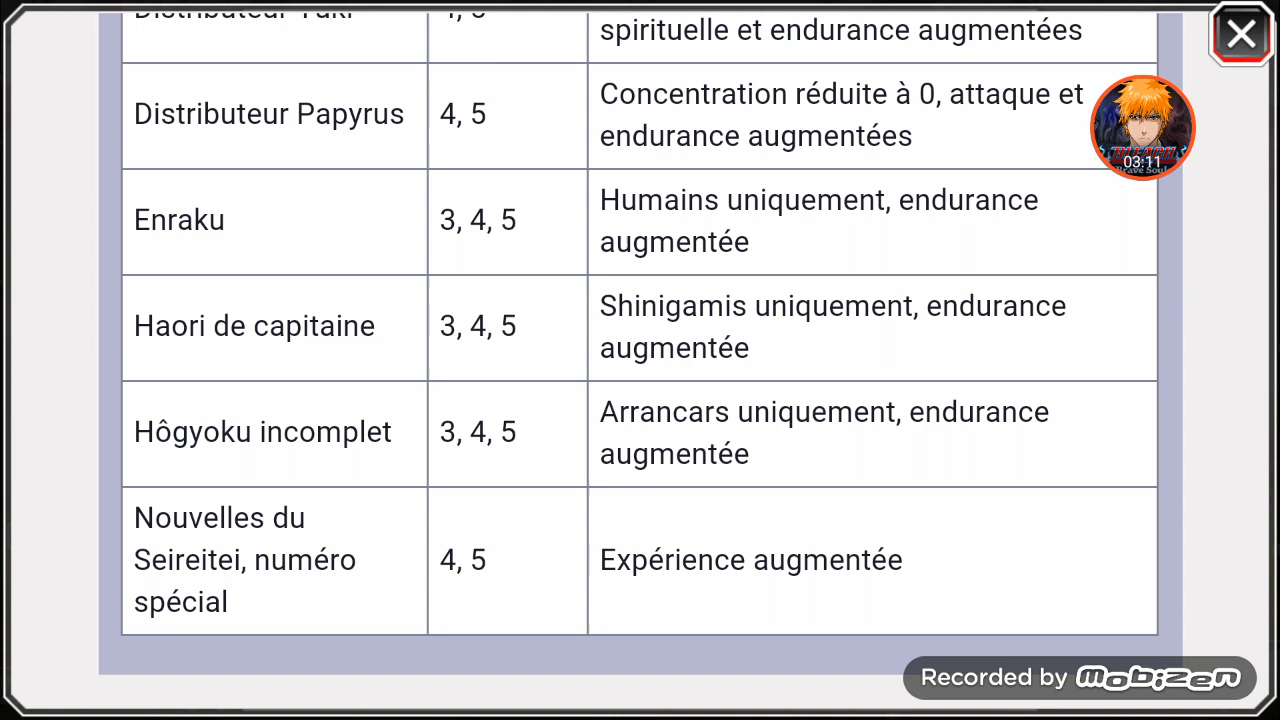 spirituelle et endurance augmentées
Distributeur Papyrus
4, 5
Concentration réduite à 0, attaque et
endurance augmentées
03:11
Enraku
3, 4, 5
Humains uniquement, endurance
augmentée
Haori de capitaine
3, 4, 5
Shinigamis uniquement, endurance
augmentée
Hôgyoku incomplet
3, 4, 5
Arrancars uniquement, endurance
augmentée
Nouvelles du
Seireitei, numéro
spécial
4, 5
Expérience augmentée
Recorded by mobizen